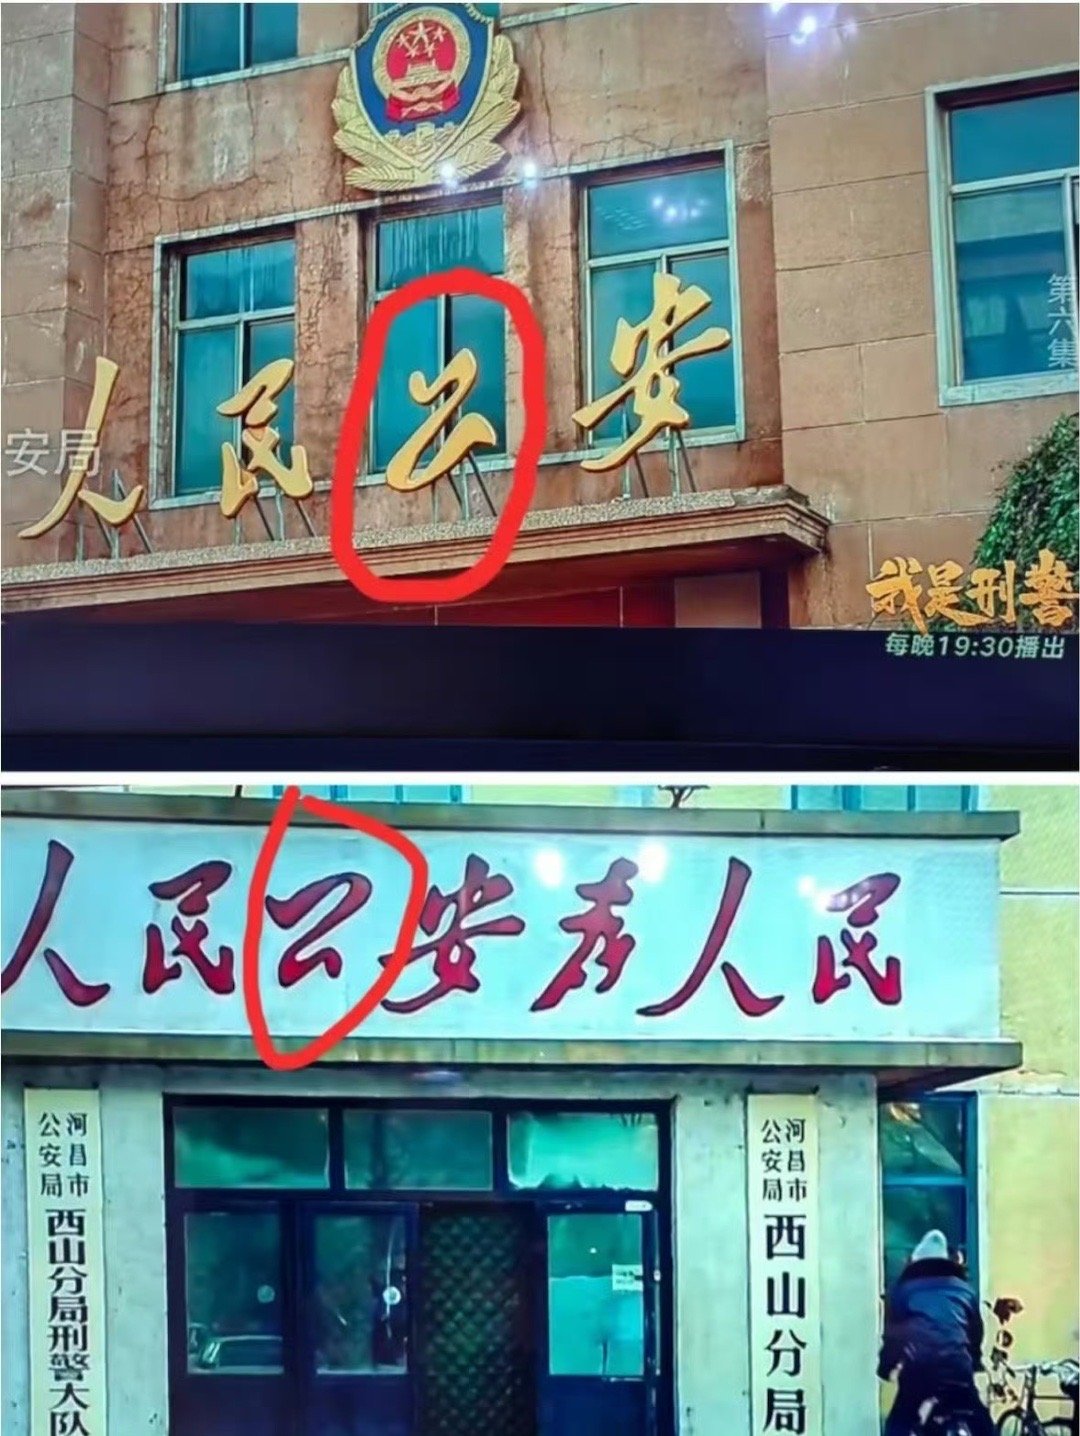 人民公安
安局
第六集
我是刑警
每晚19:30播出
人民公安为人民
河昌市
公安局
西山分局刑警大队
河昌市
公安局
西山分局